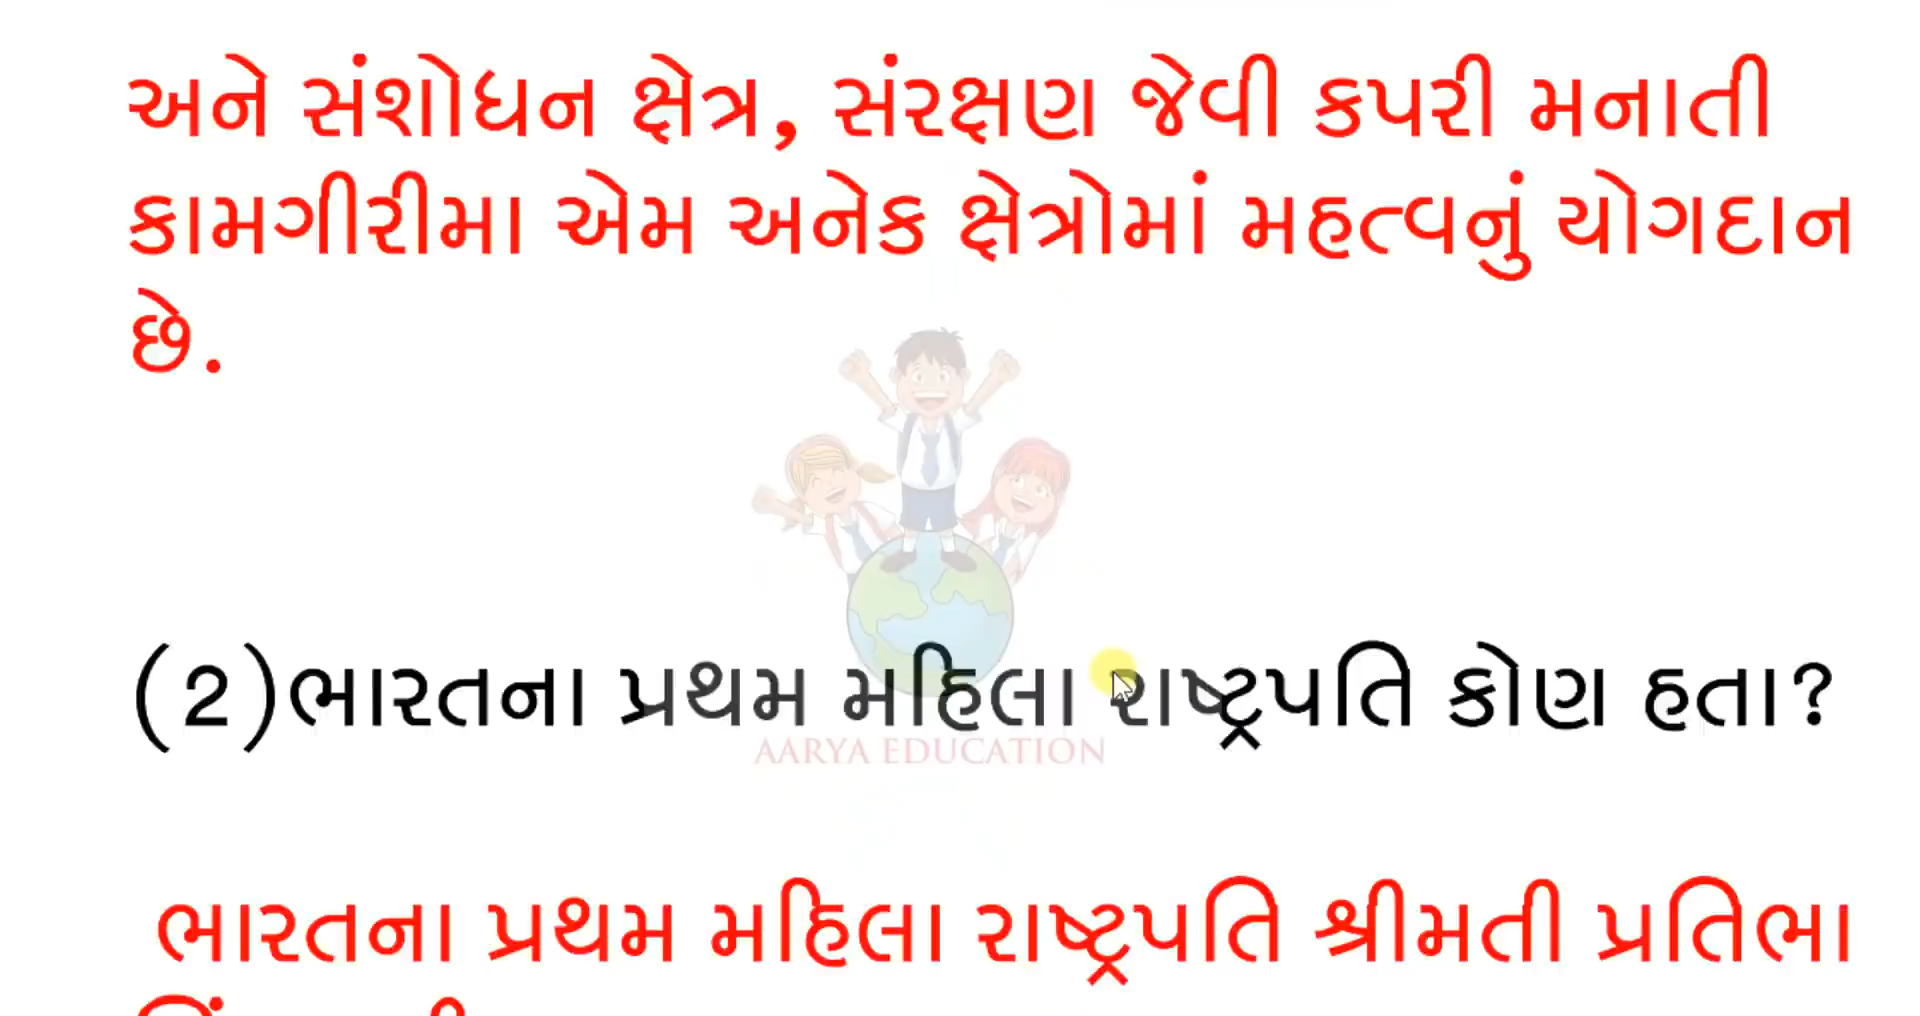 અને સંશોધન ક્ષેત્ર, સંરક્ષણ જેવી કપરી મનાતી
કામગીરીમા એમ અનેક ક્ષેત્રોમાં મહત્વનું યોગદાન
છે.
(2)ભારતના પ્રથમ મહિલા રાષ્ટ્રપતિ કોણ હતા?
AARYA EDUCATION
ભારતના પ્રથમ મહિલા રાષ્ટ્રપતિ શ્રીમતી પ્રતિભા